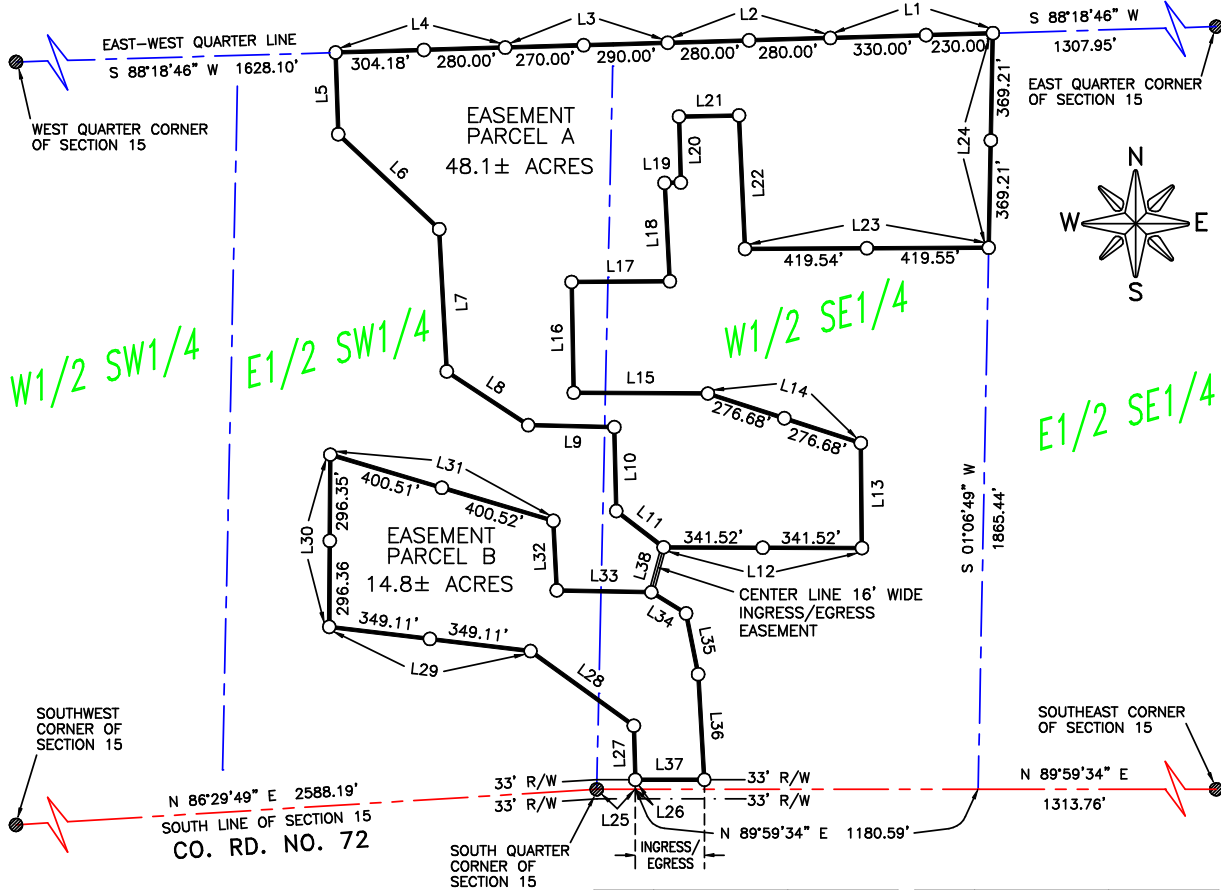 L4
L3
L2
L1
S 88°18'46" W
1307.95'
EAST-WEST QUARTER LINE
S 88°18'46" W 1628.10'
304.18'
280.00'
270.00'
290.00'
280.00'
280.00'
330.00'
230.00'
WEST QUARTER CORNER
OF SECTION 15
EAST QUARTER CORNER
OF SECTION 15
L5
EASEMENT
PARCEL A
48.1± ACRES
L21
L20
L19
L24
369.21'
369.21'
L6
L22
L18
L23
419.54'
419.55'
N
W
E
S
L7
L17
L16
W1/2 SW1/4
E1/2 SW1/4
W1/2 SE1/4
E1/2 SE1/4
L8
L15
L14
276.68'
276.68'
L9
L10
L13
L31
400.51'
400.52'
296.35'
L30
296.36
L11
341.52'
341.52'
L12
EASEMENT
PARCEL B
14.8± ACRES
L32
L33
L38
CENTER LINE 16' WIDE
INGRESS/EGRESS
EASEMENT
S 01°06'49" W
1865.44'
349.11'
349.11'
L29
L34
L35
L28
L36
L27
L37
SOUTHWEST
CORNER OF
SECTION 15
SOUTHEAST CORNER
OF SECTION 15
33' R/W
33' R/W
33' R/W
33' R/W
N 86°29'49" E 2588.19'
SOUTH LINE OF SECTION 15
CO. RD. NO. 72
N 89°59'34" E
1313.76'
L25
L26
N 89°59'34" E 1180.59'
INGRESS/
EGRESS
SOUTH QUARTER
CORNER OF
SECTION 15